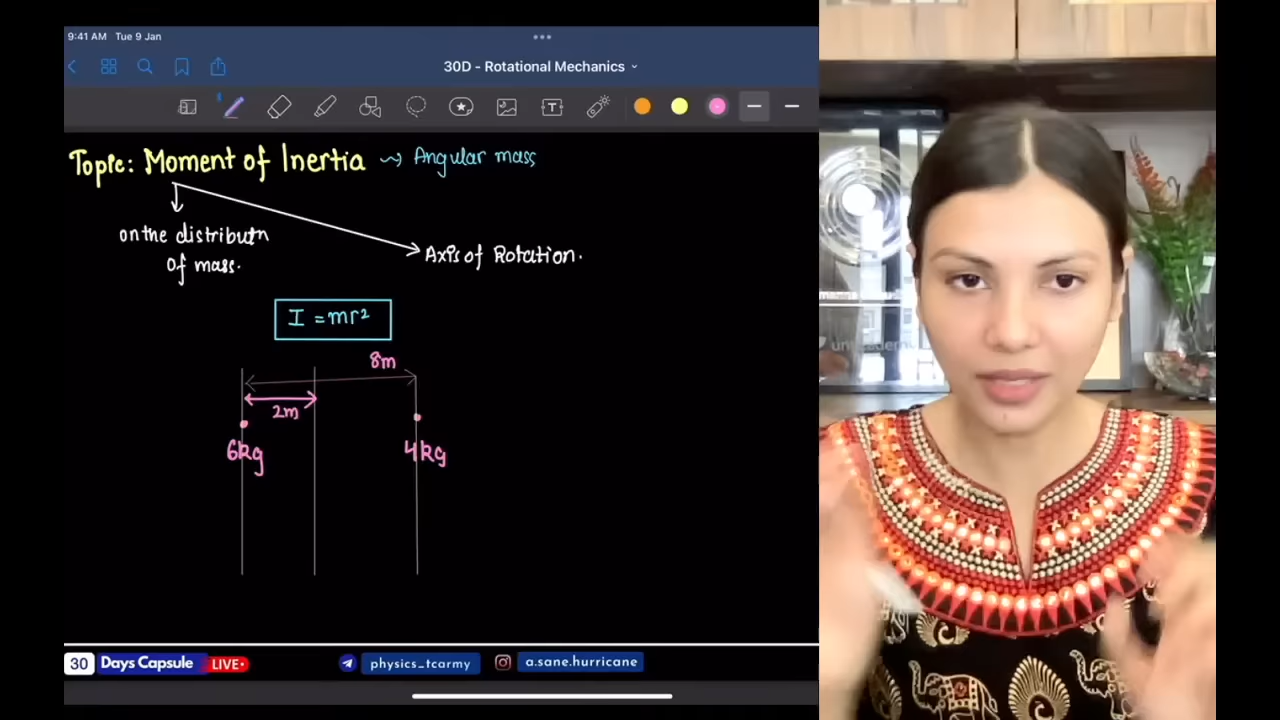 9:41 AM Tue 9 Jan
30D - Rotational Mechanics
Topic: Moment of Inertia ~> Angular mass
on the distributn
of mass.
Axis of Rotation.
I = mr²
8m
2m
6kg
4kg
30 Days Capsule LIVE
physics_tcarmy
a.sane.hurricane